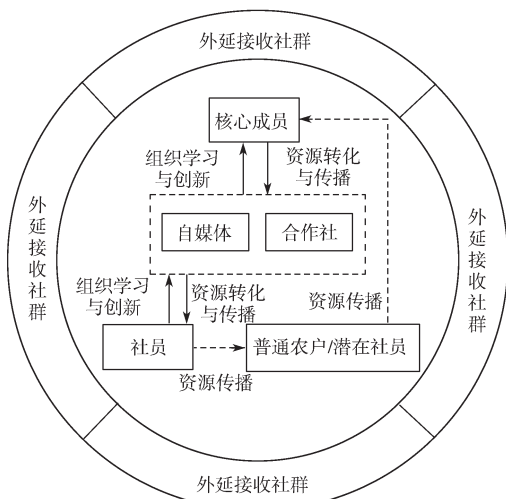 外延接收社群
核心成员
组织学习
与创新
资源转化
与传播
外延接收社群
自媒体
合作社
外延接收社群
组织学习
与创新
资源转化
与传播
资源传播
社员
普通农户/潜在社员
资源传播
外延接收社群